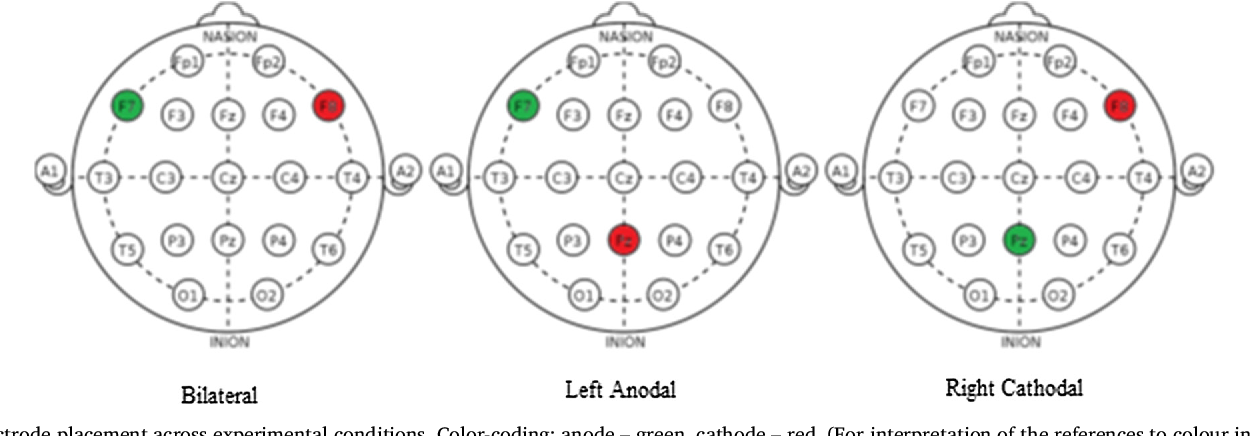 NASION NASION NASION
Fp1 Fp2 Fp1 Fp2 Fp1 Fp2
F7 F3 Fz F4 F8 F7 F3 Fz F4 F8 F7 F3 Fz F4 F8
A1 T3 C3 Cz C4 T4 A2 A1 T3 C3 Cz C4 T4 A2 A1 T3 C3 Cz C4 T4 A2
T5 P3 Pz P4 T6 T5 P3 Pz P4 T6 T5 P3 Pz P4 T6
O1 O2 O1 O2 O1 O2
INION INION INION
Bilateral Left Anodal Right Cathodal
ctrode placement across experimental conditions. Color-coding: anode – green, cathode – red. (For interpretation of the references to colour in